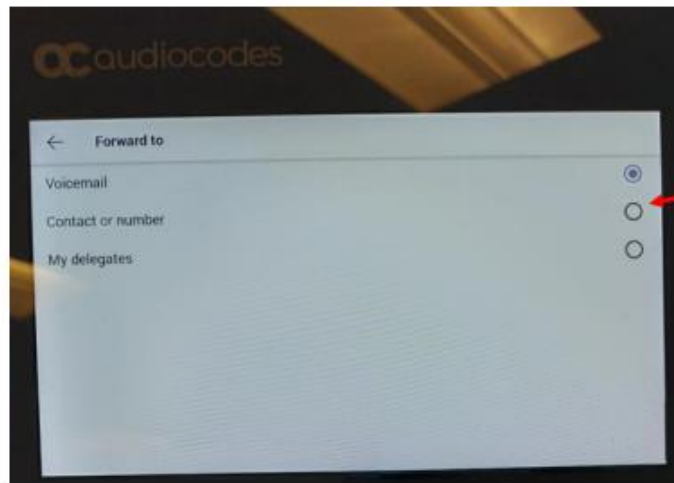 audiocodes
Forward to
Voicemail
Contact or number
My delegates